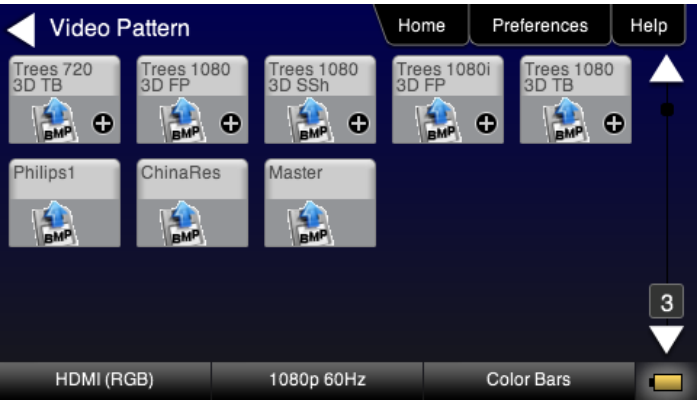 Video Pattern
Home
Preferences
Help
Trees 720
3D TB
BMP
Trees 1080
3D FP
BMP
Trees 1080
3D SSh
BMP
Trees 1080i
3D FP
BMP
Trees 1080
3D TB
BMP
Philips1
BMP
ChinaRes
BMP
Master
BMP
3
HDMI (RGB)
1080p 60Hz
Color Bars